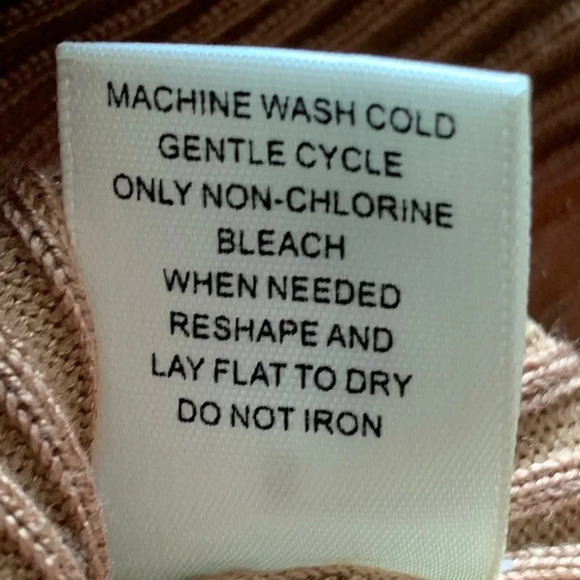 MACHINE WASH COLD
GENTLE CYCLE
ONLY NON-CHLORINE
BLEACH
WHEN NEEDED
RESHAPE AND
LAY FLAT TO DRY
DO NOT IRON